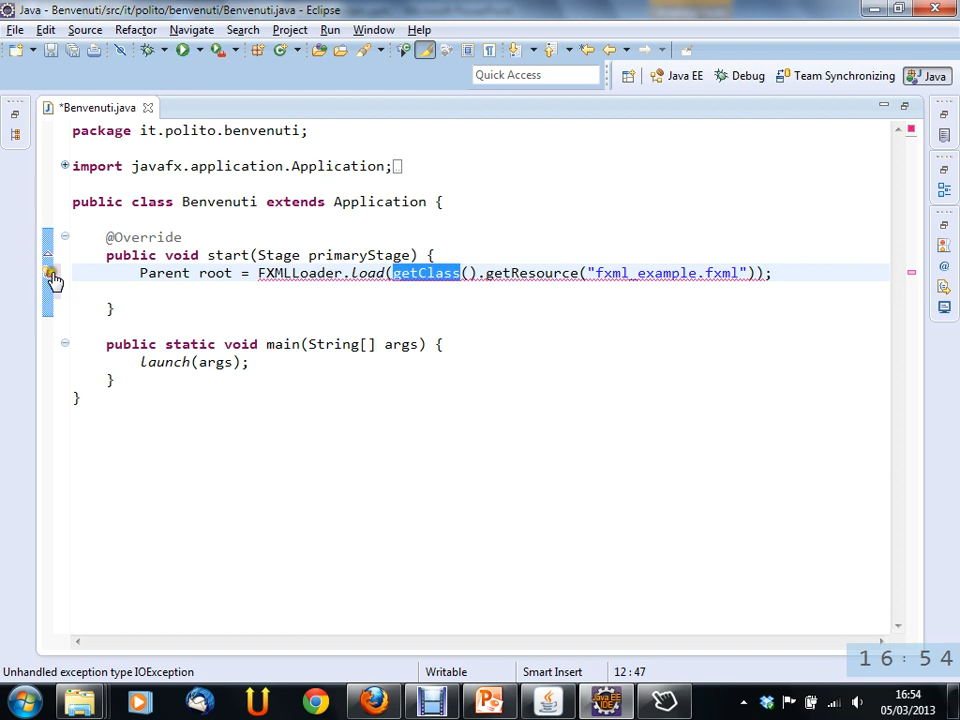 Java - Benvenuti/src/it/polito/benvenuti/Benvenuti.java - Eclipse
File Edit Source Refactor Navigate Search Project Run Window Help
Quick Access
Java EE Debug Team Synchronizing Java
*Benvenuti.java
package it.polito.benvenuti;
import javafx.application.Application;
public class Benvenuti extends Application {
@Override
public void start(Stage primaryStage) {
Parent root = FXMLLoader.load(getClass().getResource("fxml_example.fxml"));
}
public static void main(String[] args) {
launch(args);
}
}
16:54
Unhandled exception type IOException Writable Smart Insert 12:47
16:54
05/03/2013